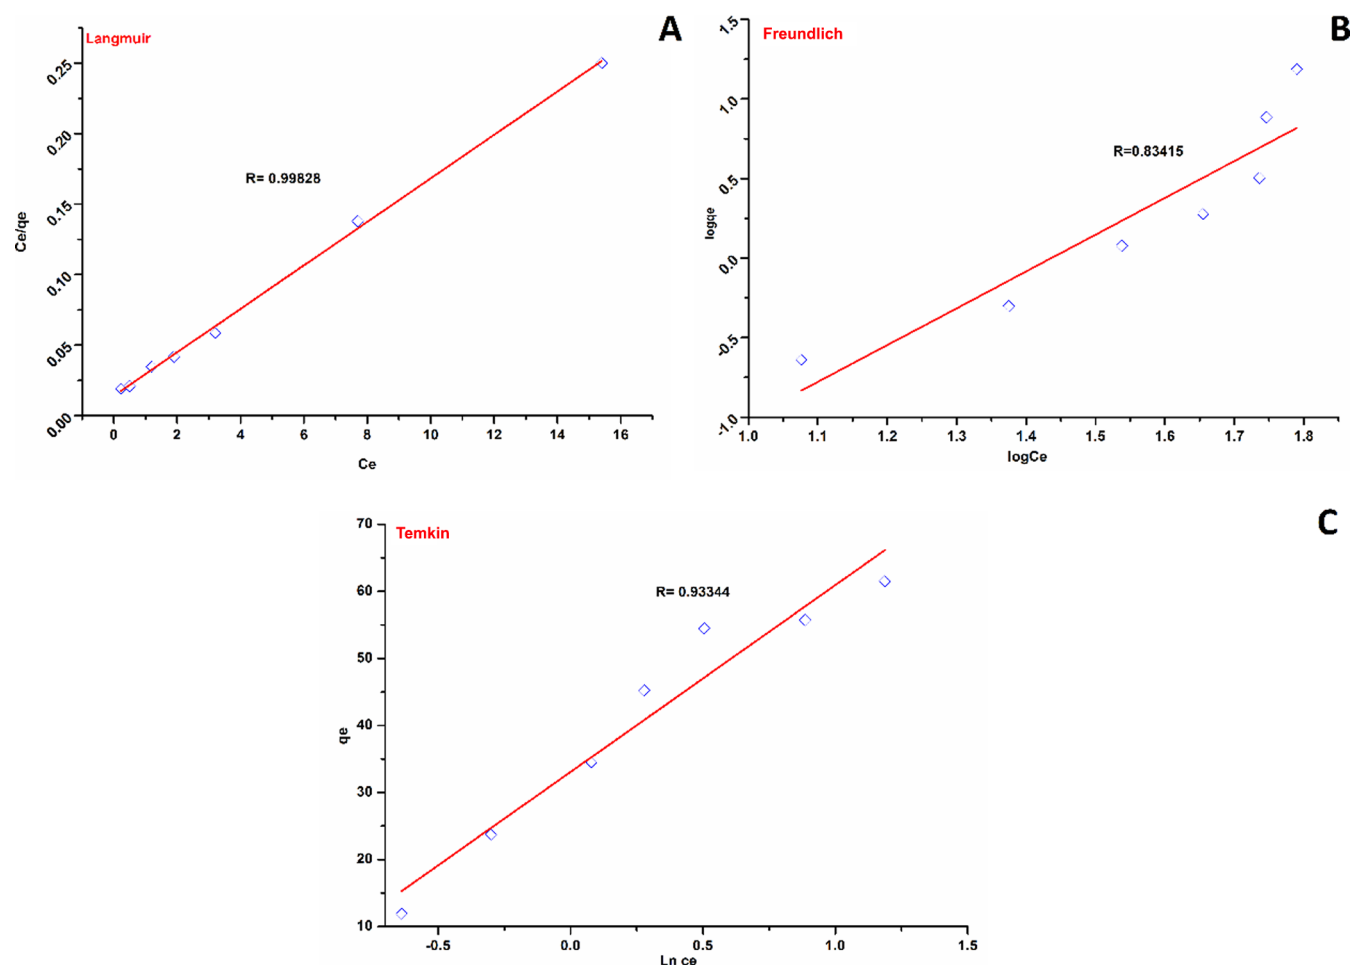 Langmuir
A
R= 0.99828
Ce/qe
0.25
0.20
0.15
0.10
0.05
0.00
0 2 4 6 8 10 12 14 16
Ce
Freundlich
B
R=0.83415
logqe
1.5
1.0
0.5
0.0
-0.5
-1.0
1.0 1.1 1.2 1.3 1.4 1.5 1.6 1.7 1.8
logCe
Temkin
C
R= 0.93344
qe
70
60
50
40
30
20
10
-0.5 0.0 0.5 1.0 1.5
Ln ce